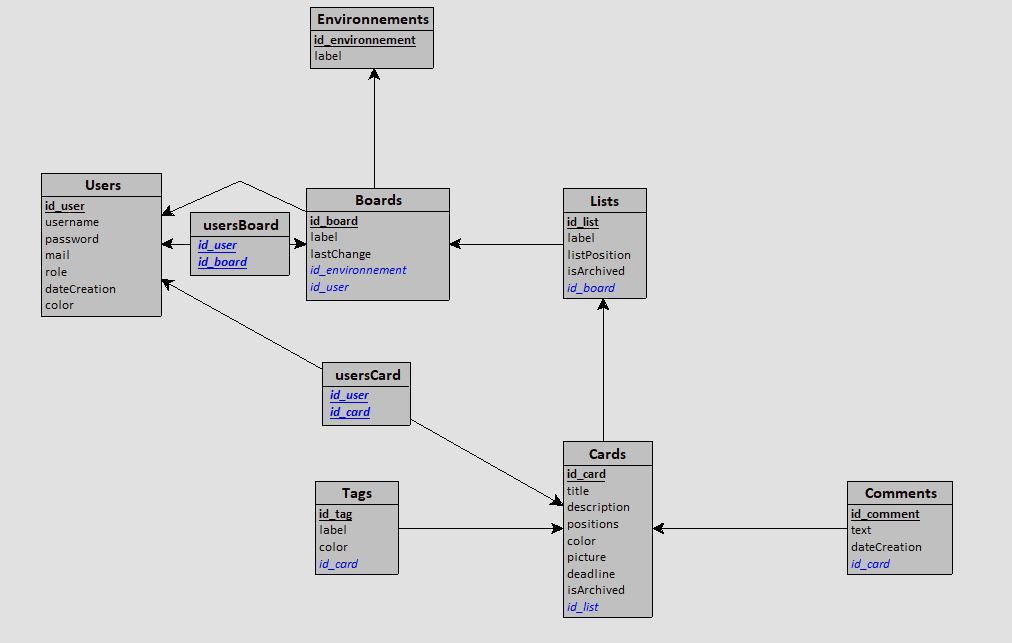 Environnements
id_environnement
label
Users
id_user
username
password
mail
role
dateCreation
color
usersBoard
id_user
id_board
Boards
id_board
label
lastChange
id_environnement
id_user
Lists
id_list
label
listPosition
isArchived
id_board
usersCard
id_user
id_card
Tags
id_tag
label
color
id_card
Cards
id_card
title
description
positions
color
picture
deadline
isArchived
id_list
Comments
id_comment
text
dateCreation
id_card